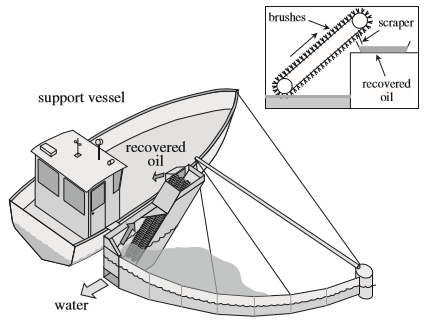 brushes
scraper
recovered
oil
support vessel
recovered
oil
water